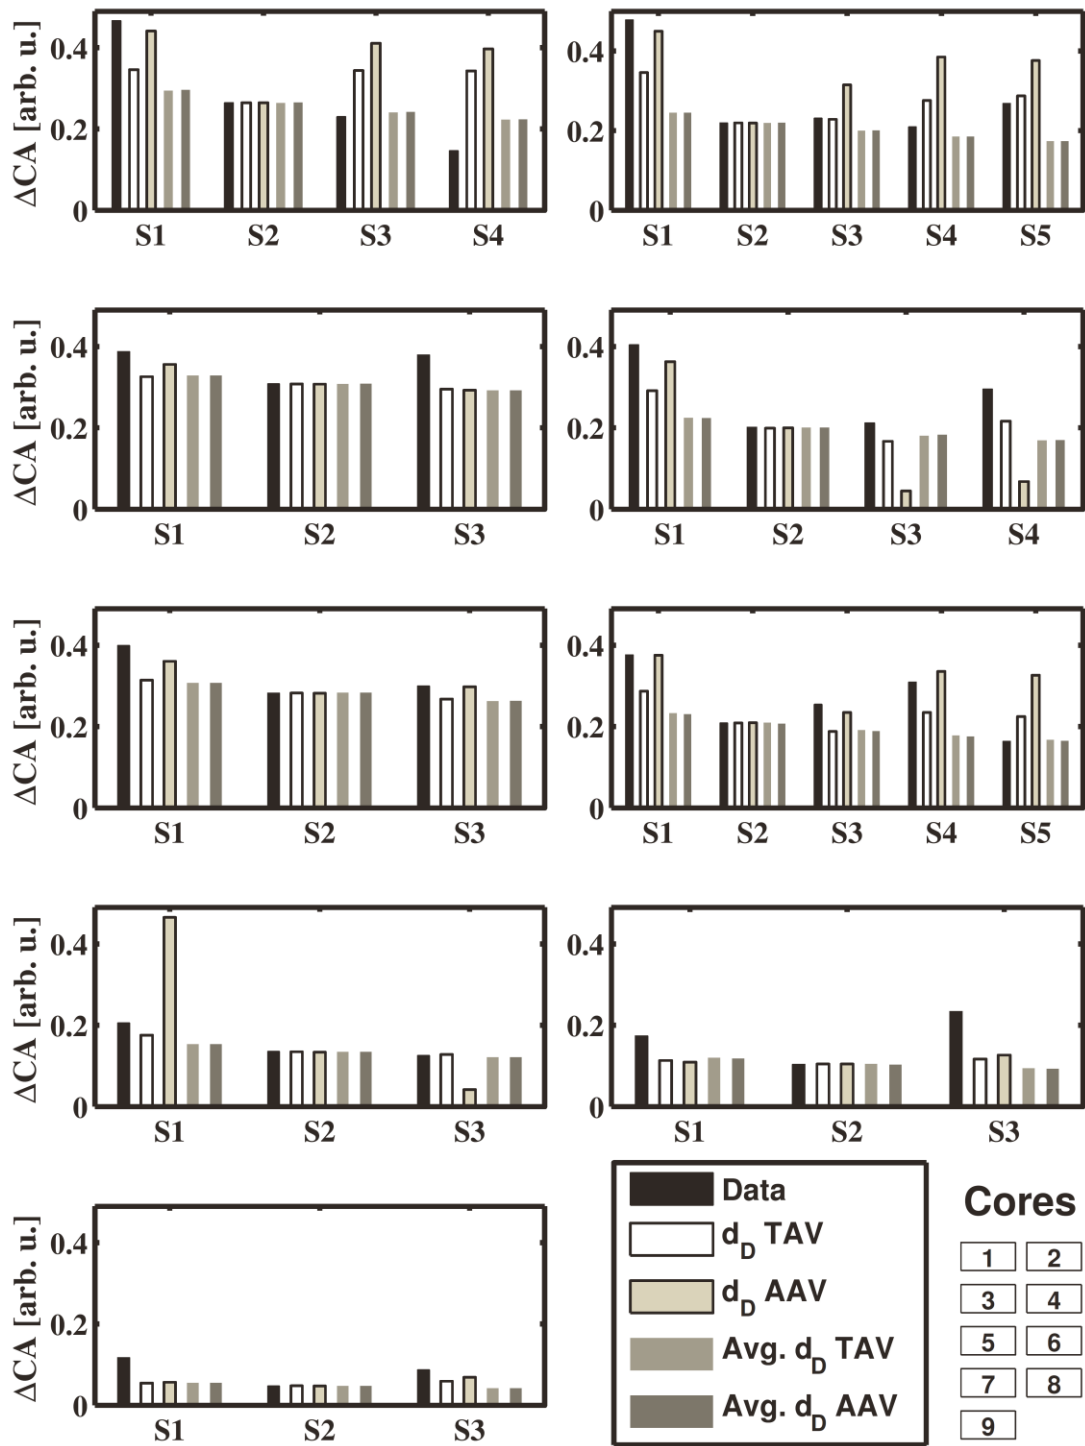 ΔCA [arb. u.]
0.4
0.2
0
S1 S2 S3 S4
0.4
0.2
0
S1 S2 S3 S4 S5
ΔCA [arb. u.]
0.4
0.2
0
S1 S2 S3
0.4
0.2
0
S1 S2 S3 S4
ΔCA [arb. u.]
0.4
0.2
0
S1 S2 S3
0.4
0.2
0
S1 S2 S3 S4 S5
ΔCA [arb. u.]
0.4
0.2
0
S1 S2 S3
0.4
0.2
0
S1 S2 S3
ΔCA [arb. u.]
0.4
0.2
0
S1 S2 S3
Data
d_D TAV
d_D AAV
Avg. d_D TAV
Avg. d_D AAV
Cores
1 2
3 4
5 6
7 8
9